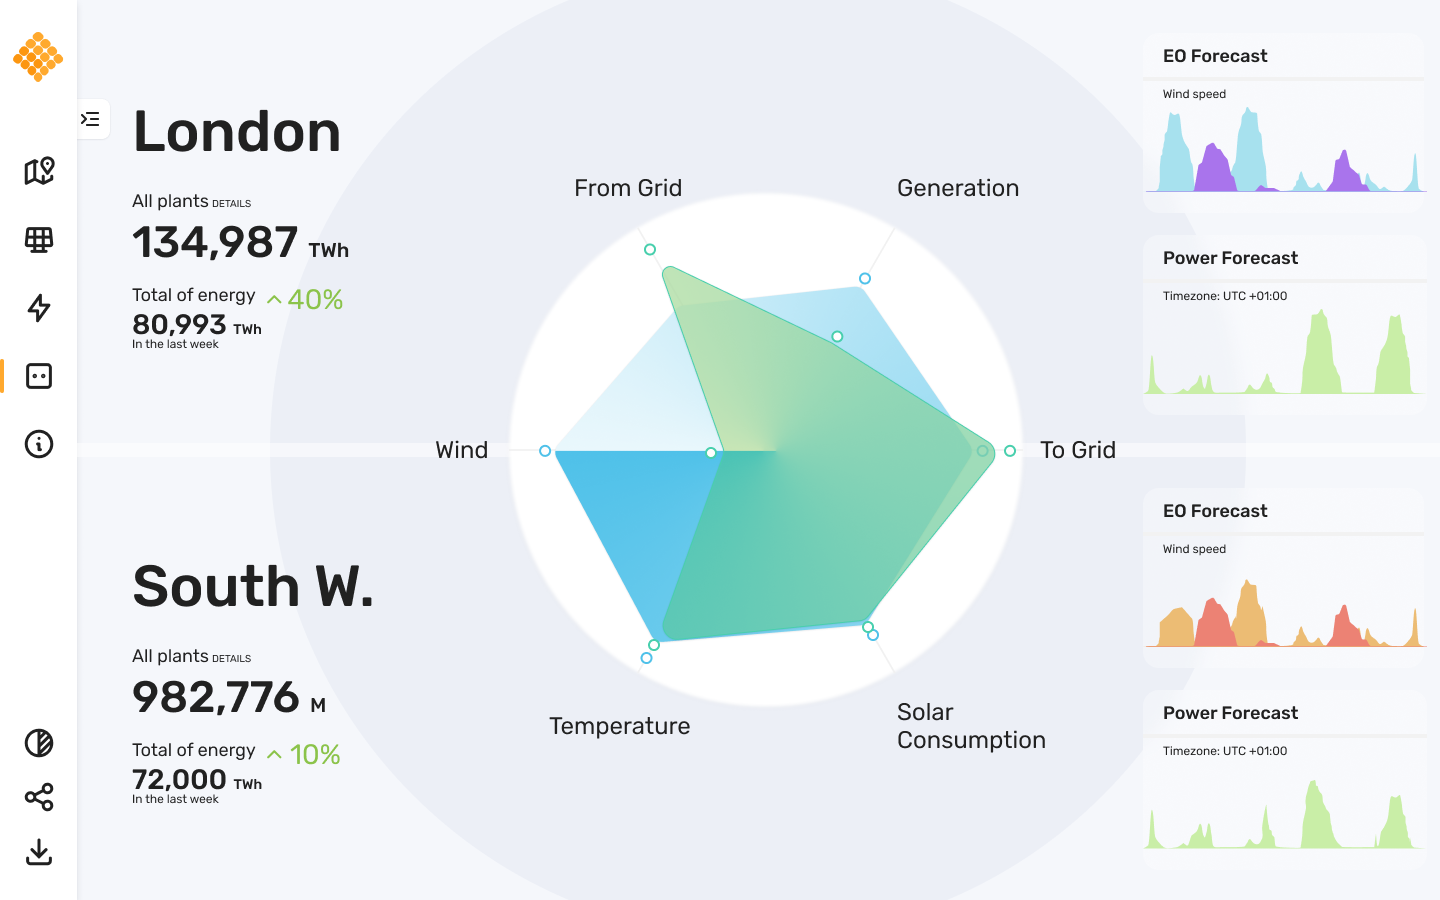 London
All plants DETAILS
134,987 TWh
Total of energy 40%
80,993 TWh
In the last week
South W.
All plants DETAILS
982,776 M
Total of energy 10%
72,000 TWh
In the last week
From Grid
Generation
Wind
To Grid
Temperature
Solar
Consumption
EO Forecast
Wind speed
Power Forecast
Timezone: UTC +01:00
EO Forecast
Wind speed
Power Forecast
Timezone: UTC +01:00